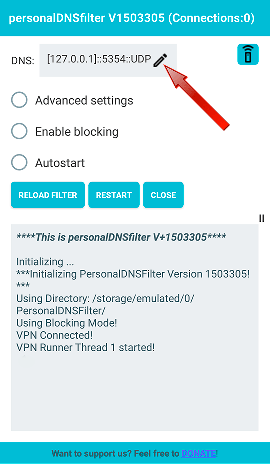 personalDNSfilter V1503305 (Connections:0)
DNS: [127.0.0.1]::5354::UDP
Advanced settings
Enable blocking
Autostart
RELOAD FILTER RESTART CLOSE
****This is personalDNSfilter V+1503305****
Initializing ...
***Initializing PersonalDNSFilter Version 1503305!
***
Using Directory: /storage/emulated/0/
PersonalDNSFilter/
Using Blocking Mode!
VPN Connected!
VPN Runner Thread 1 started!
Want to support us? Feel free to DONATE!